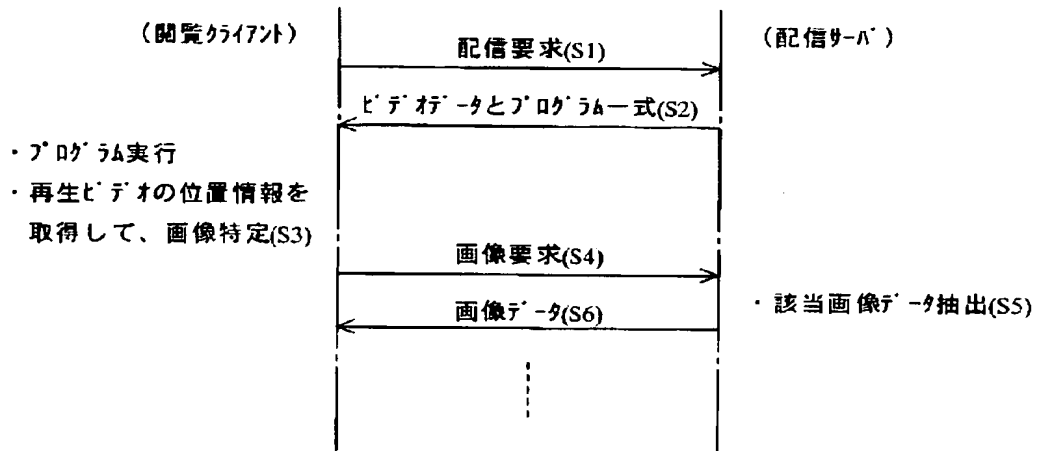 (閲覧ｸﾗｲｱﾝﾄ)
(配信ｻｰﾊﾞ)
配信要求(S1)
ﾋﾞﾃﾞｵﾃﾞｰﾀとﾌﾟﾛｸﾞﾗﾑ一式(S2)
・ﾌﾟﾛｸﾞﾗﾑ実行
・再生ﾋﾞﾃﾞｵの位置情報を
取得して、画像特定(S3)
画像要求(S4)
・該当画像ﾃﾞｰﾀ抽出(S5)
画像ﾃﾞｰﾀ(S6)